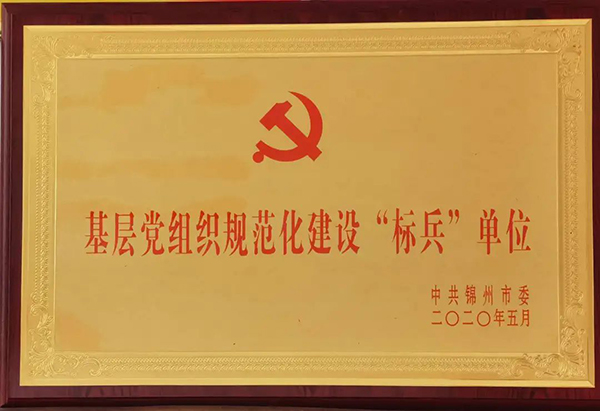 基层党组织规范化建设“标兵”单位
中共锦州市委
二〇二〇年五月